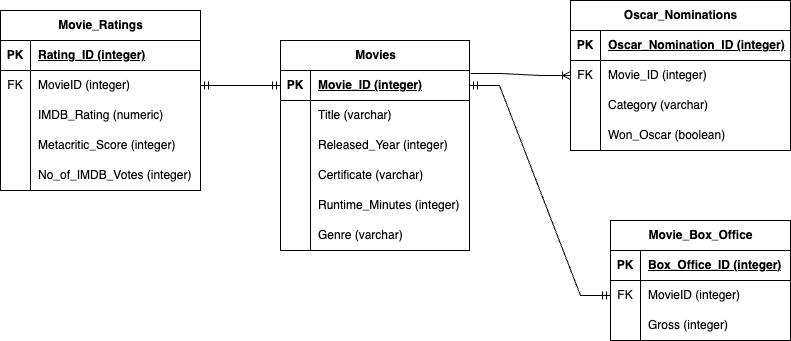 Movie_Ratings
PK Rating_ID (integer)
FK MovieID (integer)
IMDB_Rating (numeric)
Metacritic_Score (integer)
No_of_IMDB_Votes (integer)
Movies
PK Movie_ID (integer)
Title (varchar)
Released_Year (integer)
Certificate (varchar)
Runtime_Minutes (integer)
Genre (varchar)
Oscar_Nominations
PK Oscar_Nomination_ID (integer)
FK Movie_ID (integer)
Category (varchar)
Won_Oscar (boolean)
Movie_Box_Office
PK Box_Office_ID (integer)
FK MovieID (integer)
Gross (integer)